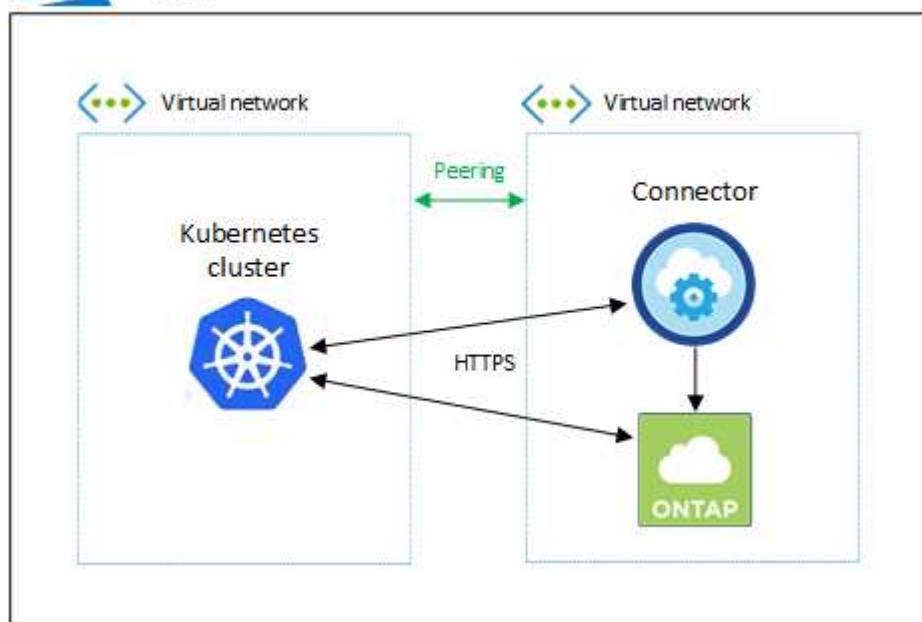 Virtual network
Virtual network
Peering
Connector
Kubernetes
cluster
HTTPS
ONTAP